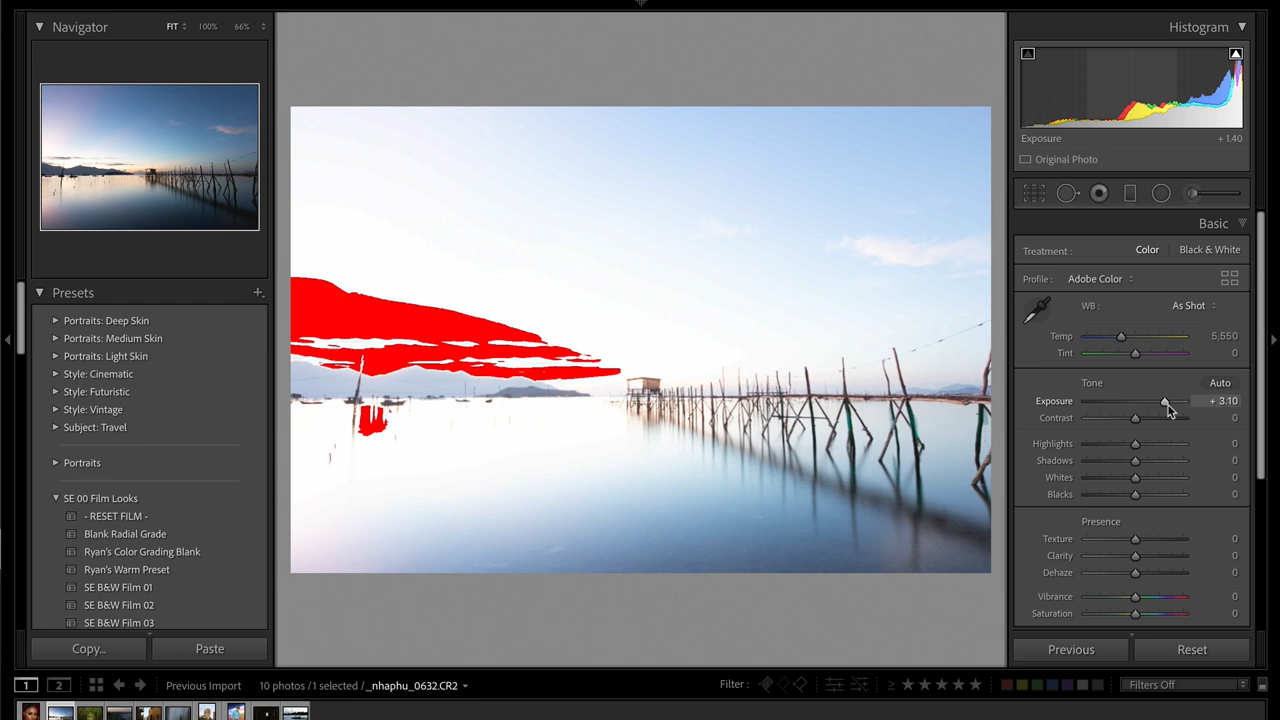 Navigator FIT 100% 66%
Presets +
Portraits: Deep Skin
Portraits: Medium Skin
Portraits: Light Skin
Style: Cinematic
Style: Futuristic
Style: Vintage
Subject: Travel
Portraits
SE 00 Film Looks
- RESET FILM -
Blank Radial Grade
Ryan's Color Grading Blank
Ryan's Warm Preset
SE B&W Film 01
SE B&W Film 02
SE B&W Film 03
Copy... Paste
Histogram
Exposure + 1.40
Original Photo
Basic
Treatment : Color Black & White
Profile : Adobe Color
WB : As Shot
Temp 5,550
Tint 0
Tone Auto
Exposure + 3.10
Contrast 0
Highlights 0
Shadows 0
Whites 0
Blacks 0
Presence
Texture 0
Clarity 0
Dehaze 0
Vibrance 0
Saturation 0
Previous Reset
1 2 Previous Import 10 photos /1 selected /_nhaphu_0632.CR2 Filter : ≥ ★★★★★ Filters Off